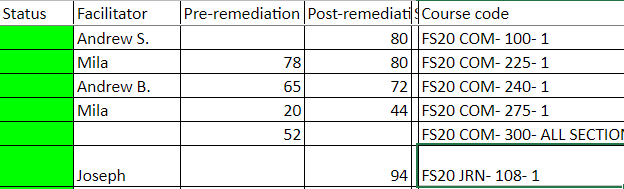 Status Facilitator Pre-remediation Post-remediati S Course code
Andrew S. 80 FS20 COM- 100- 1
Mila 78 80 FS20 COM- 225- 1
Andrew B. 65 72 FS20 COM- 240- 1
Mila 20 44 FS20 COM- 275- 1
52 FS20 COM- 300- ALL SECTION
Joseph 94 FS20 JRN- 108- 1